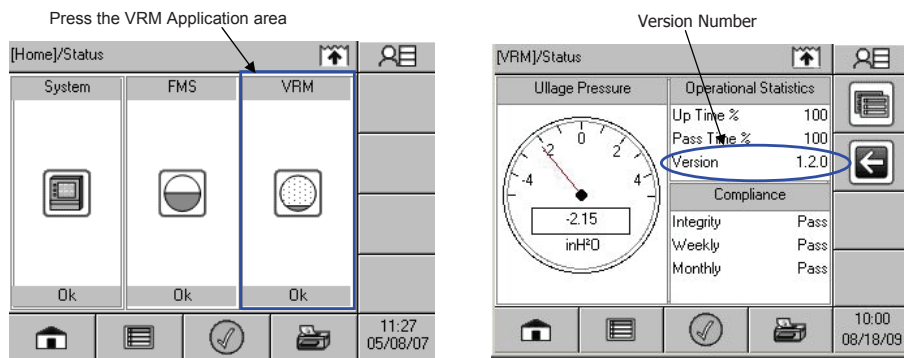 Press the VRM Application area
[Home]/Status
System
FMS
VRM
Ok
Ok
Ok
11:27
05/08/07
Version Number
[VRM]/Status
Ullage Pressure
-4
-2
0
2
4
-2.15
inH²O
Operational Statistics
Up Time % 100
Pass Time % 100
Version 1.2.0
Compliance
Integrity Pass
Weekly Pass
Monthly Pass
10:00
08/18/09